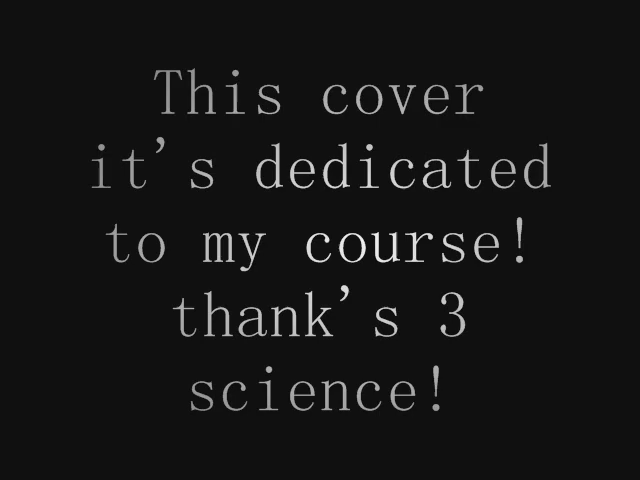 This cover
it's dedicated
to my course!
thank's 3
science!